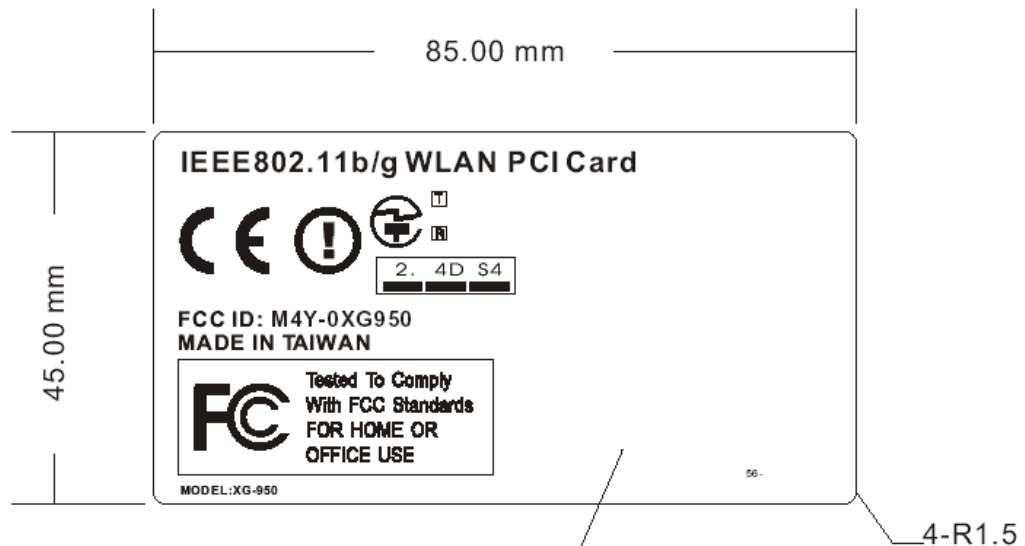 85.00 mm
45.00 mm
IEEE802.11b/g WLAN PCI Card
CE
T
R
2. 4D S4
FCC ID: M4Y-0XG950
MADE IN TAIWAN
FC
Tested To Comply
With FCC Standards
FOR HOME OR
OFFICE USE
MODEL:XG-950
56-
4-R1.5